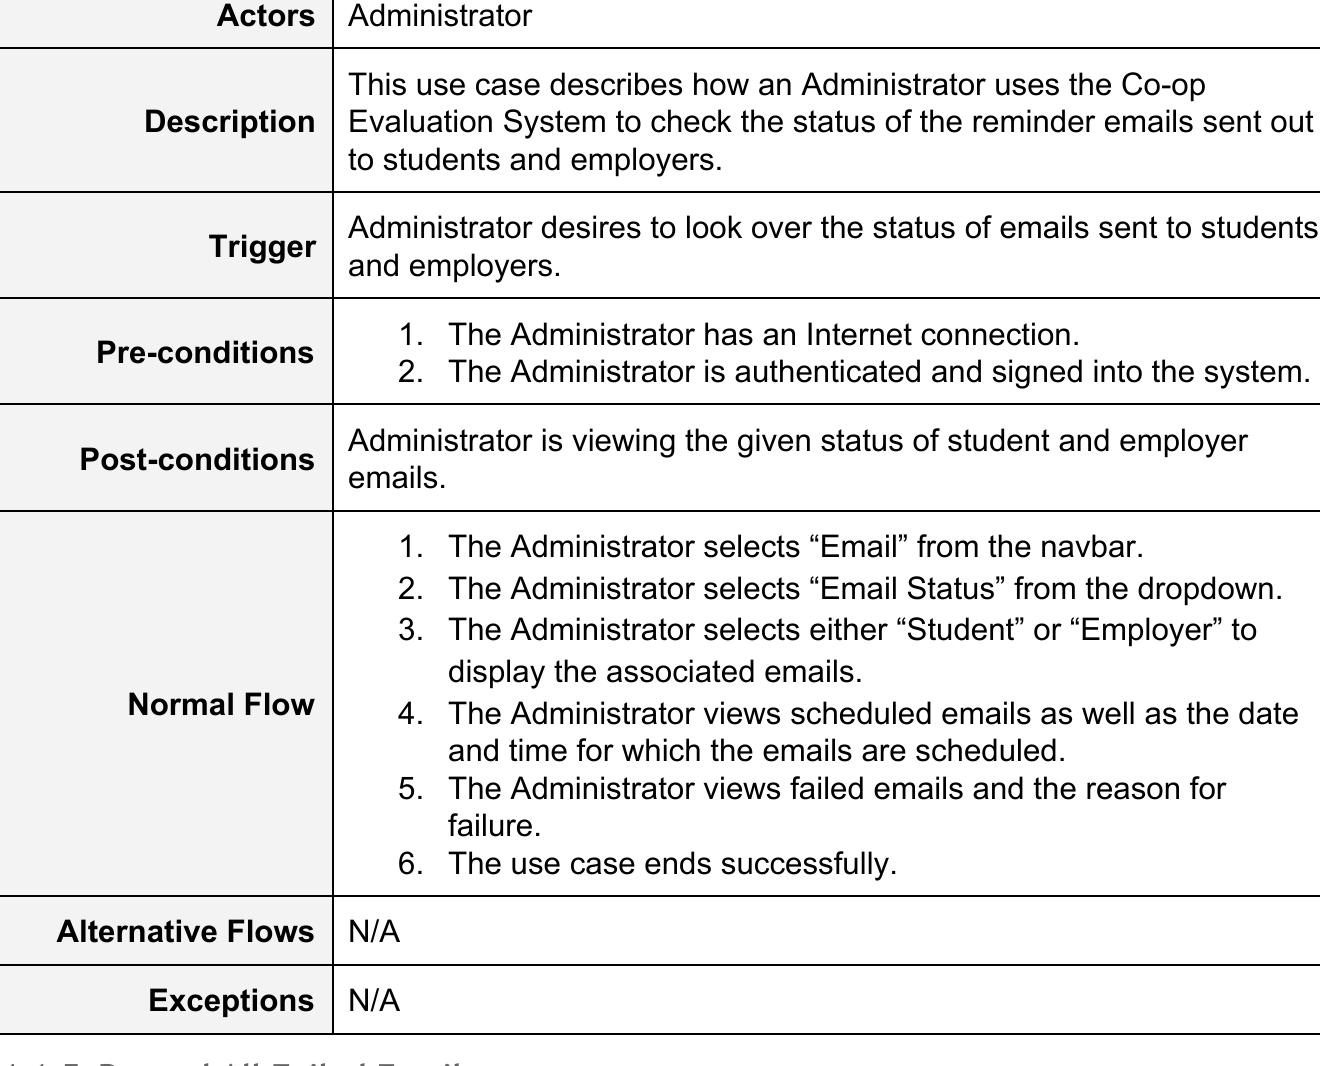 Actors
Administrator
Description
This use case describes how an Administrator uses the Co-op
Evaluation System to check the status of the reminder emails sent out
to students and employers.
Trigger
Administrator desires to look over the status of emails sent to students
and employers.
Pre-conditions
1. The Administrator has an Internet connection.
2. The Administrator is authenticated and signed into the system.
Post-conditions
Administrator is viewing the given status of student and employer
emails.
Normal Flow
1. The Administrator selects “Email” from the navbar.
2. The Administrator selects “Email Status” from the dropdown.
3. The Administrator selects either “Student” or “Employer” to
display the associated emails.
4. The Administrator views scheduled emails as well as the date
and time for which the emails are scheduled.
5. The Administrator views failed emails and the reason for
failure.
6. The use case ends successfully.
Alternative Flows
N/A
Exceptions
N/A